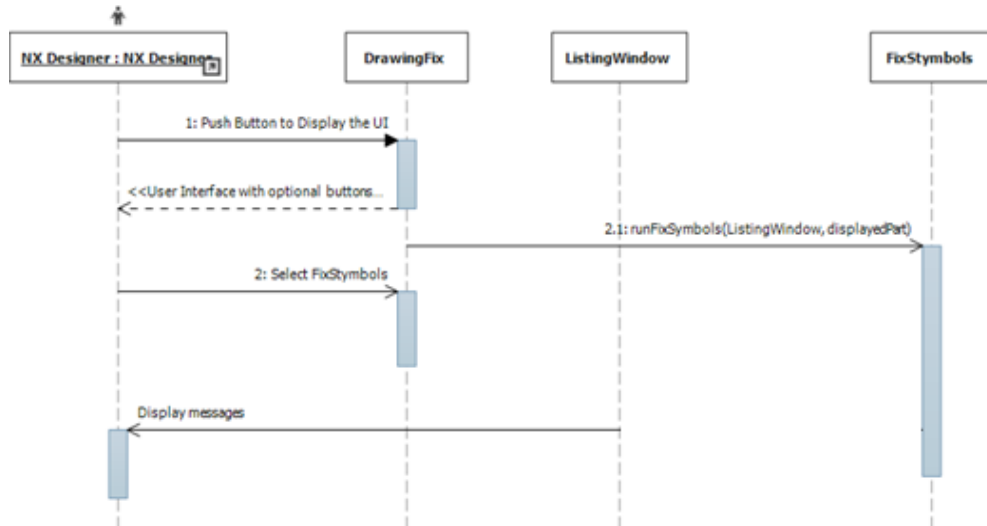 NX Designer : NX Designe
DrawingFix
ListingWindow
FixStymbols
1: Push Button to Display the UI
<<User Interface with optional buttons...
2.1: runFixSymbols(ListingWindow, displayedPart)
2: Select FixStymbols
Display messages